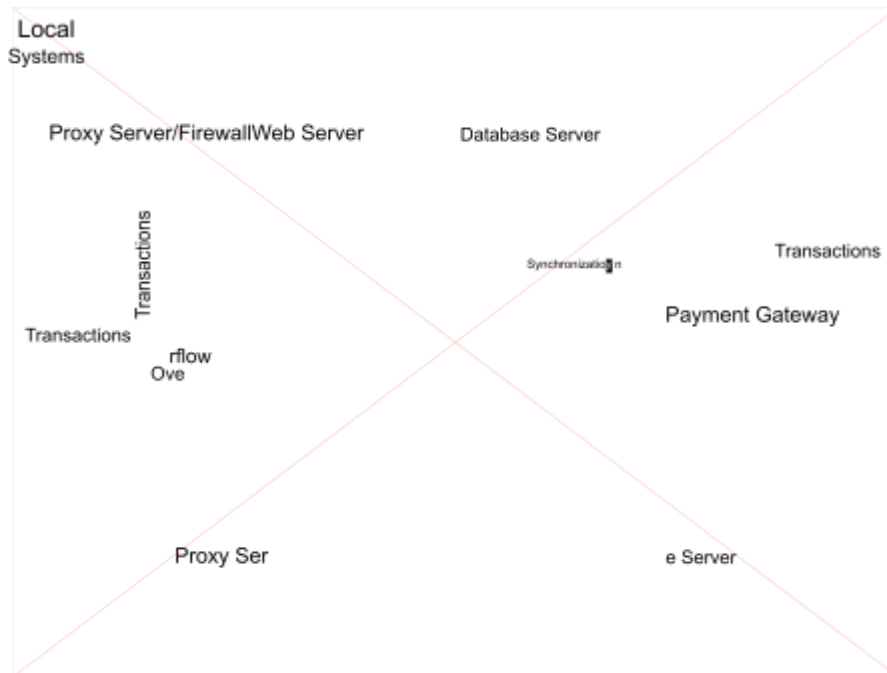 Local
Systems
Proxy Server/FirewallWeb Server
Database Server
Transactions
Transactions
Synchronization
Payment Gateway
Transactions
rflow
Ove
Proxy Ser
e Server